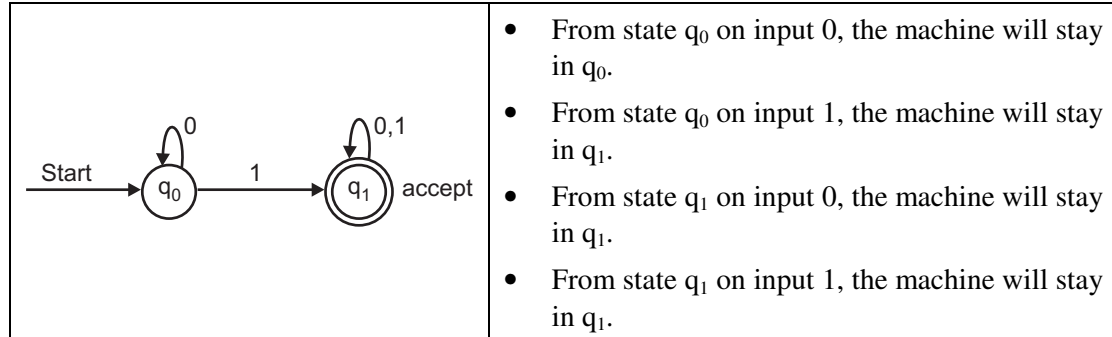 0
0,1
Start
q₀
1
q₁
accept
• From state q₀ on input 0, the machine will stay
in q₀.
• From state q₀ on input 1, the machine will stay
in q₁.
• From state q₁ on input 0, the machine will stay
in q₁.
• From state q₁ on input 1, the machine will stay
in q₁.